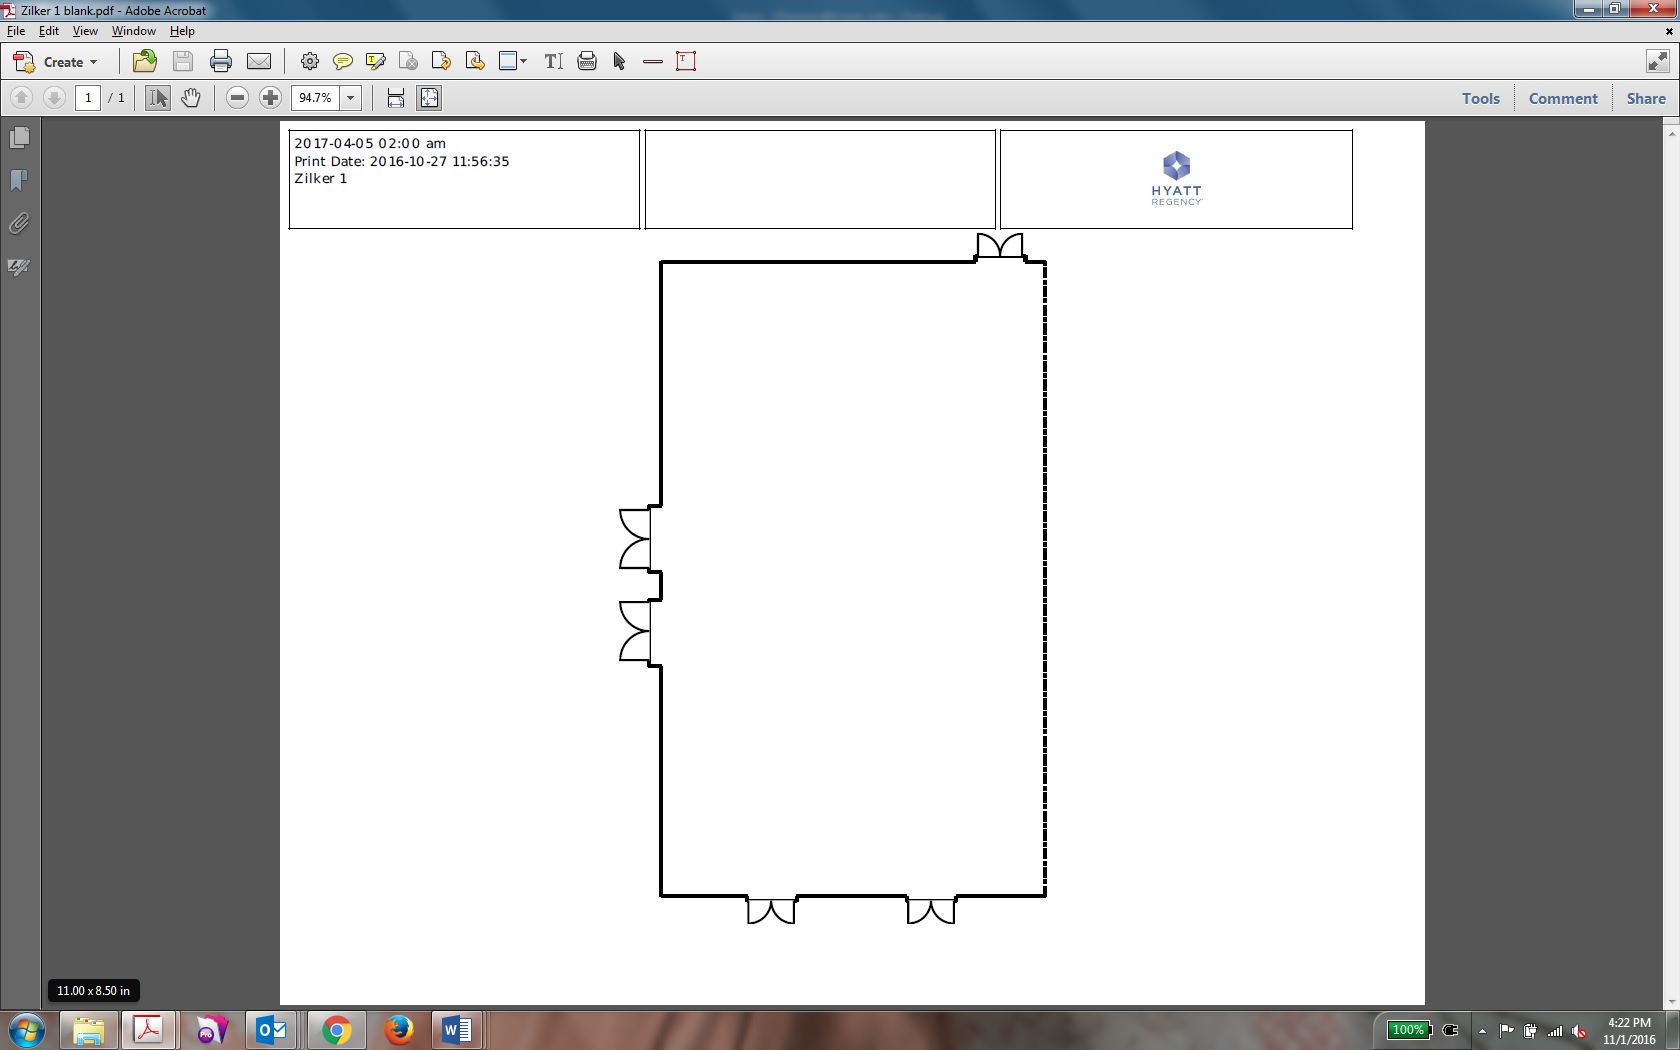 Zilker 1 blank.pdf - Adobe Acrobat
File Edit View Window Help
Create
1 / 1 94.7% Tools Comment Share
2017-04-05 02:00 am
Print Date: 2016-10-27 11:56:35
Zilker 1
HYATT
REGENCY
11.00 x 8.50 in
Pro
100%
4:22 PM
11/1/2016